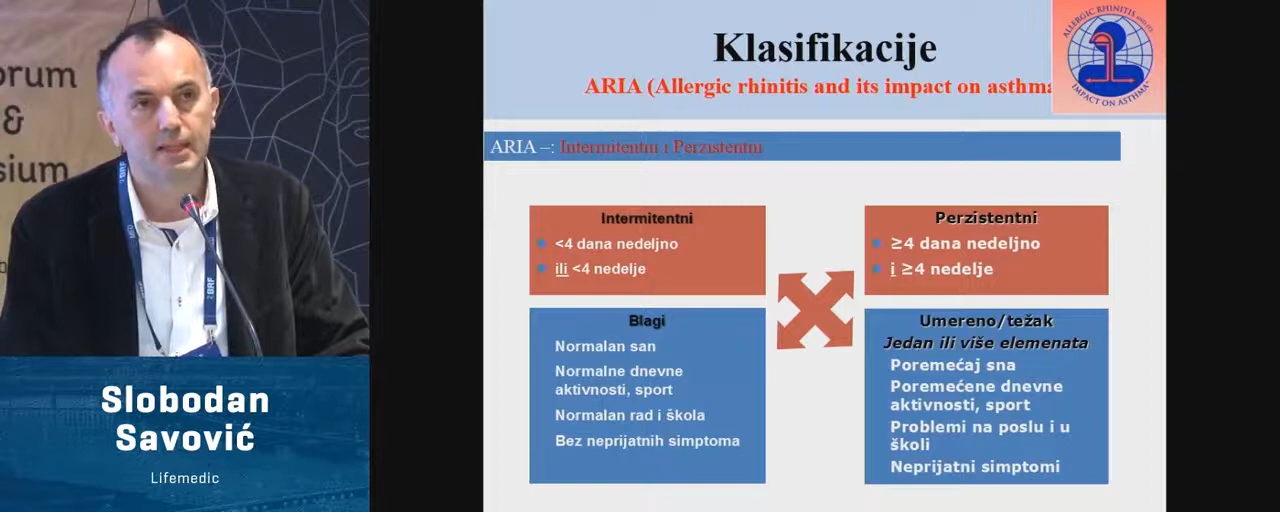 orum
&
sium
BRF
Slobodan
Savović
Lifemedic
Klasifikacije
ARIA (Allergic rhinitis and its impact on asthma
ALLERGIC RHINITIS AND ITS
IMPACT ON ASTHMA
ARIA –: Intermitentni i Perzistentni
Intermitentni
<4 dana nedeljno
ili <4 nedelje
Perzistentni
≥4 dana nedeljno
i ≥4 nedelje
Blagi
Normalan san
Normalne dnevne
aktivnosti, sport
Normalan rad i škola
Bez neprijatnih simptoma
Umereno/težak
Jedan ili više elemenata
Poremećaj sna
Poremećene dnevne
aktivnosti, sport
Problemi na poslu i u
školi
Neprijatni simptomi